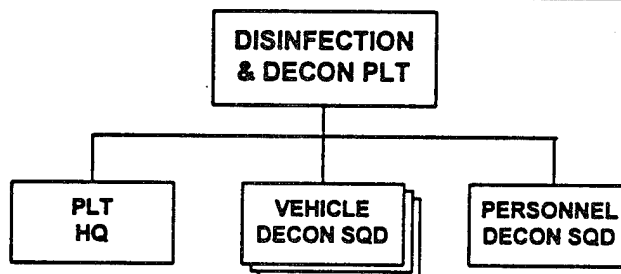 DISINFECTION
& DECON PLT
PLT
HQ
VEHICLE
DECON SQD
PERSONNEL
DECON SQD